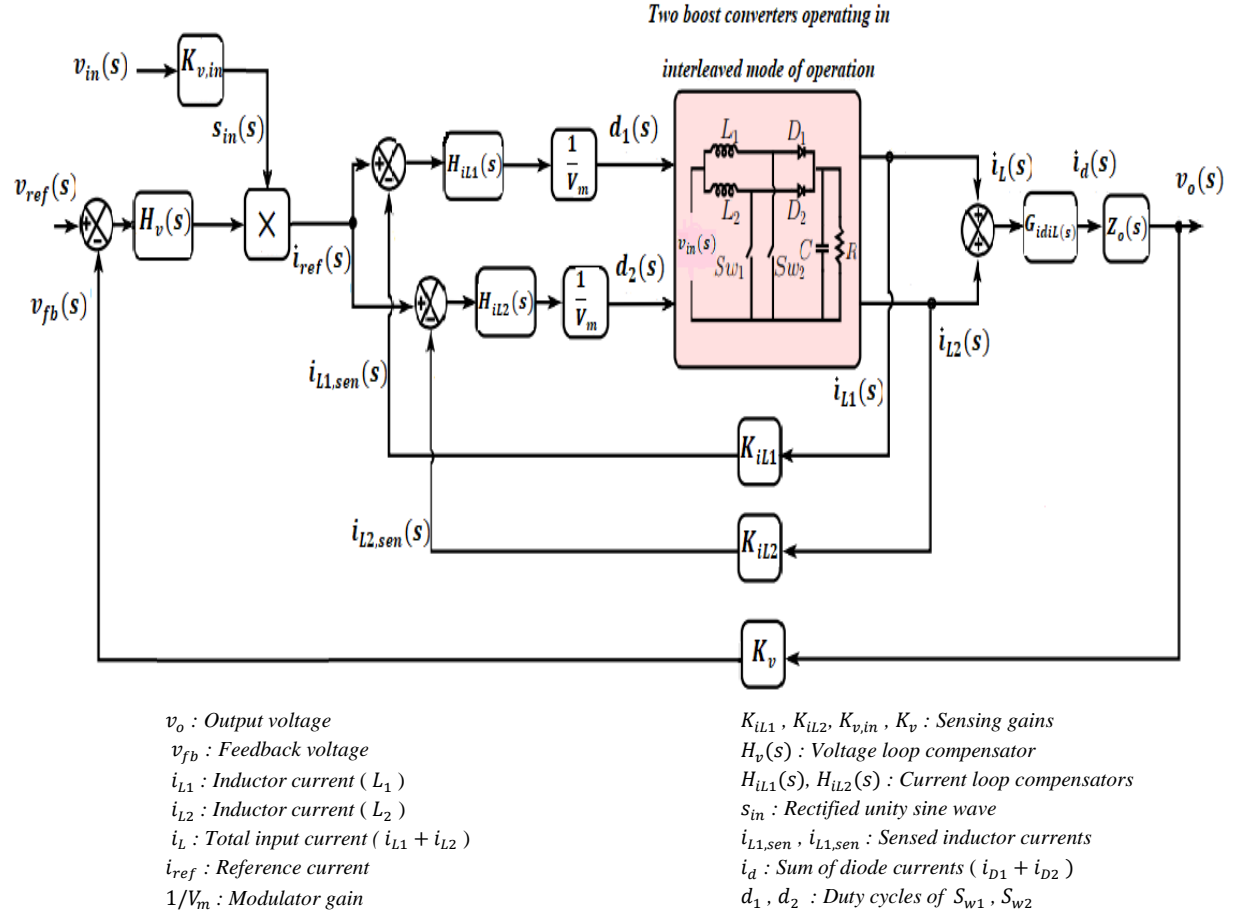 Two boost converters operating in
interleaved mode of operation
v_in(s)
K_v,in
s_in(s)
v_ref(s)
H_v(s)
×
i_ref(s)
v_fb(s)
H_iL1(s)
1/V_m
d_1(s)
H_iL2(s)
1/V_m
d_2(s)
L_1
D_1
L_2
D_2
v_in(s)
Sw_1
Sw_2
C
R
i_L(s)
G_idiL(s)
i_d(s)
Z_o(s)
v_o(s)
i_L2(s)
i_L1(s)
i_L1,sen(s)
K_iL1
i_L2,sen(s)
K_iL2
K_v
v_o : Output voltage
v_fb : Feedback voltage
i_L1 : Inductor current ( L_1 )
i_L2 : Inductor current ( L_2 )
i_L : Total input current ( i_L1 + i_L2 )
i_ref : Reference current
1/V_m : Modulator gain
K_iL1 , K_iL2, K_v,in , K_v : Sensing gains
H_v(s) : Voltage loop compensator
H_iL1(s), H_iL2(s) : Current loop compensators
s_in : Rectified unity sine wave
i_L1,sen , i_L1,sen : Sensed inductor currents
i_d : Sum of diode currents ( i_D1 + i_D2 )
d_1 , d_2 : Duty cycles of S_w1 , S_w2